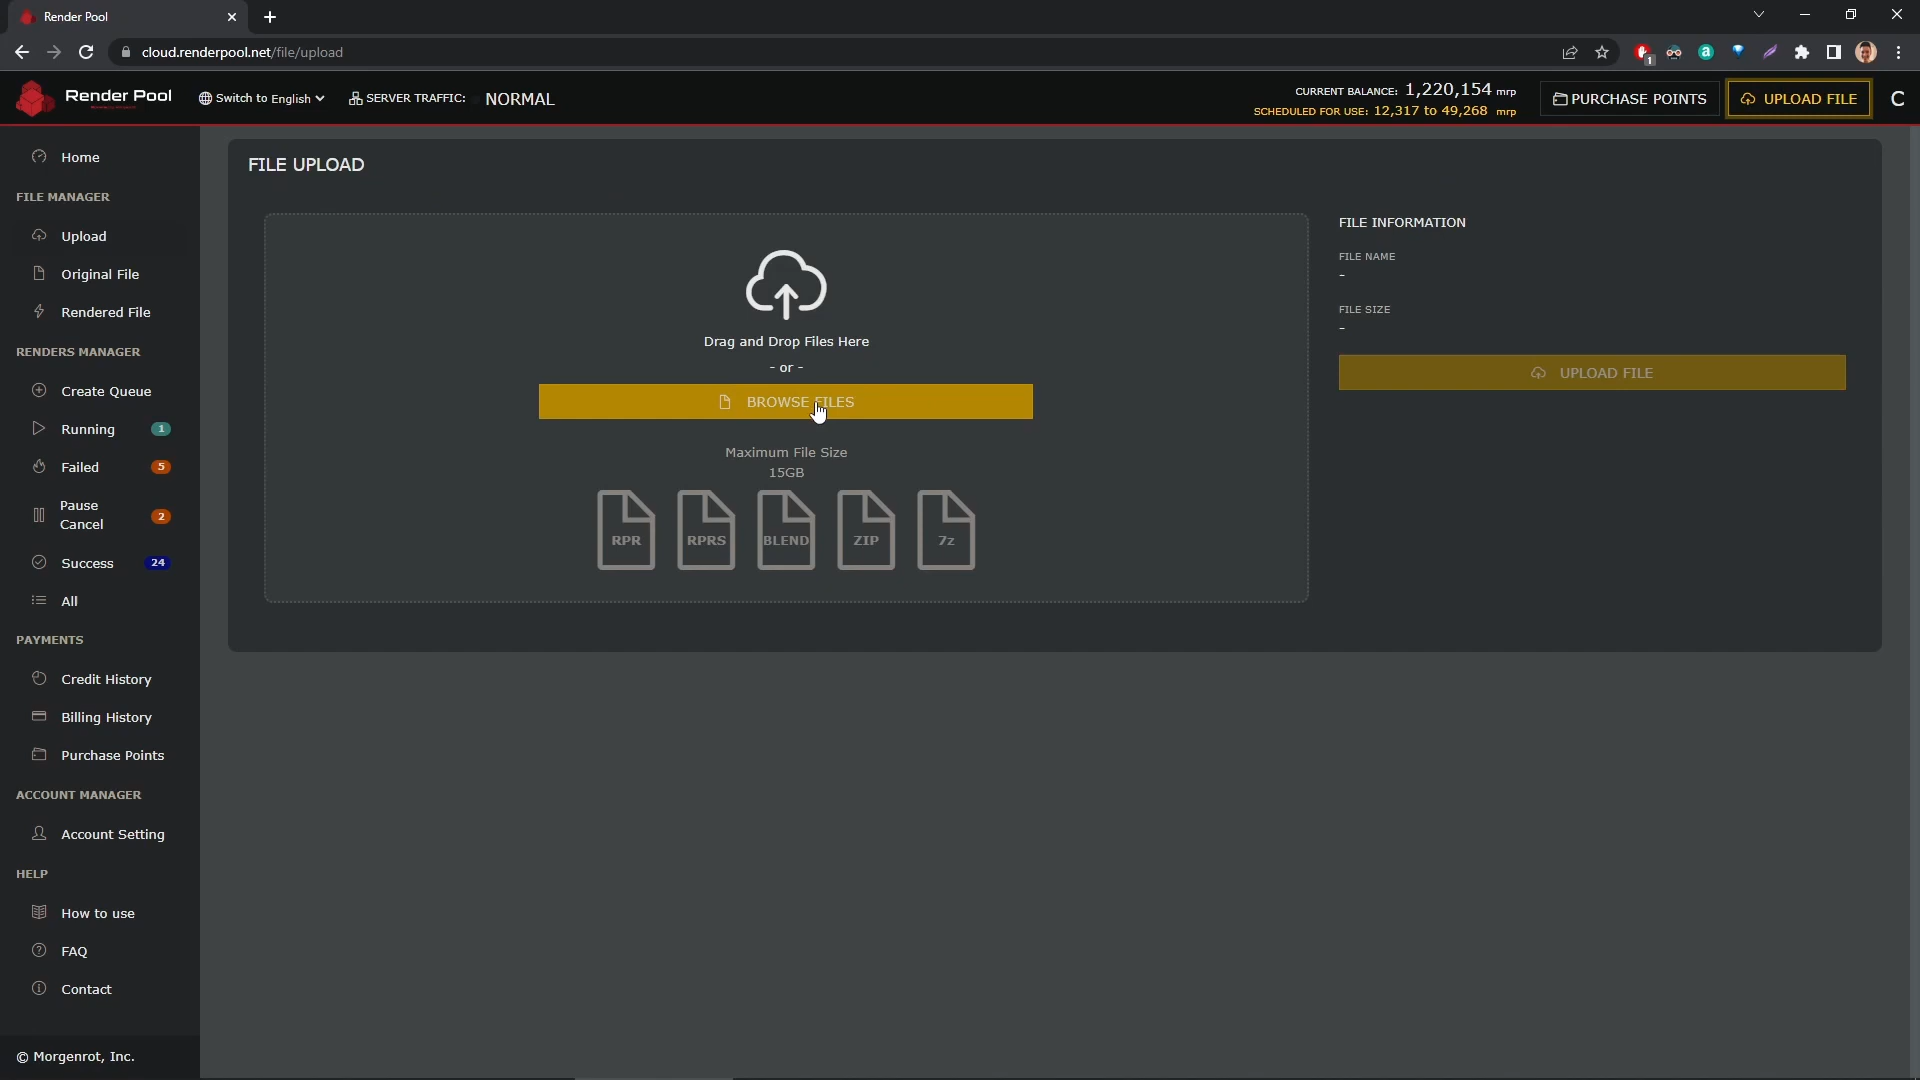 Render Pool
cloud.renderpool.net/file/upload
1
Render Pool
Switch to English
SERVER TRAFFIC: NORMAL
CURRENT BALANCE: 1,220,154 mrp
SCHEDULED FOR USE: 12,317 to 49,268 mrp
PURCHASE POINTS
UPLOAD FILE
C
Home
FILE MANAGER
Upload
Original File
Rendered File
RENDERS MANAGER
Create Queue
Running 1
Failed 5
Pause
Cancel
2
Success 24
All
PAYMENTS
Credit History
Billing History
Purchase Points
ACCOUNT MANAGER
Account Setting
HELP
How to use
FAQ
Contact
© Morgenrot, Inc.
FILE UPLOAD
Drag and Drop Files Here
- or -
BROWSE FILES
Maximum File Size
15GB
RPR RPRS BLEND ZIP 7z
FILE INFORMATION
FILE NAME
-
FILE SIZE
-
UPLOAD FILE